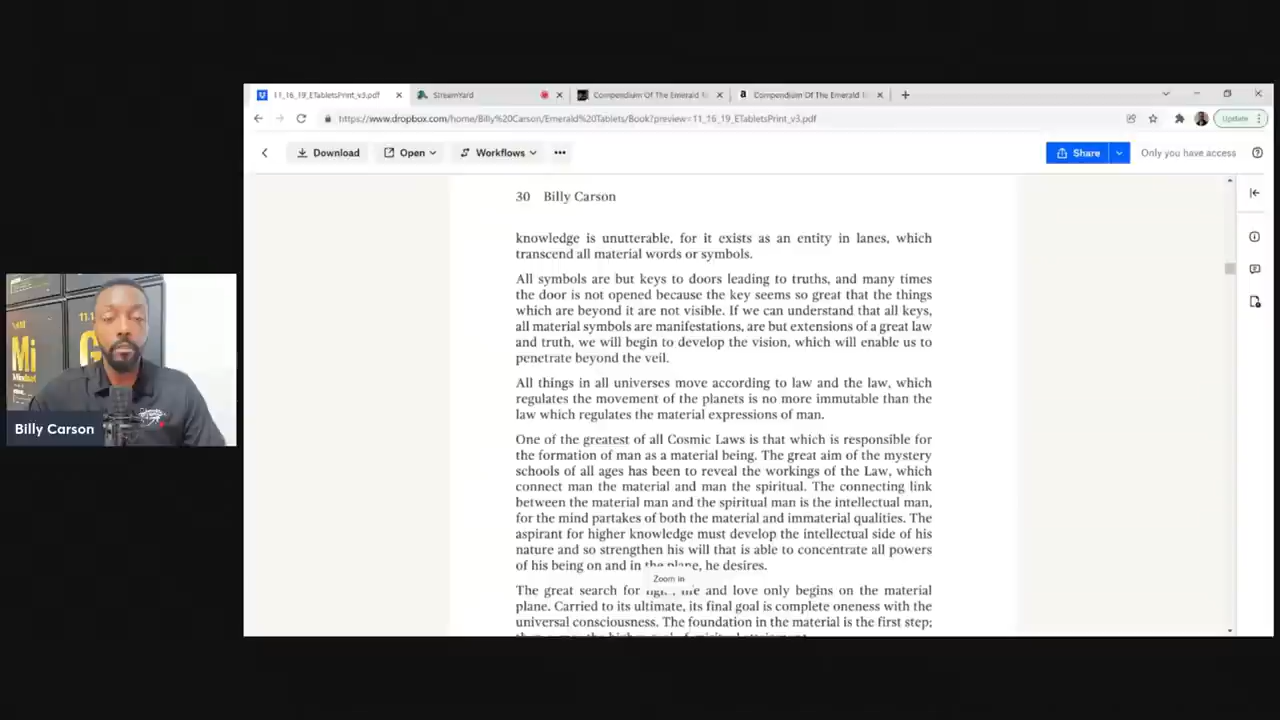 11_16_19_ETabletsPrint_v3.pdf
StreamYard
Compendium Of The Emerald
Compendium Of The Emerald
https://www.dropbox.com/home/Billy%20Carson/Emerald%20Tablets/Book?preview=11_16_19_ETabletsPrint_v3.pdf
Update
Download
Open
Workflows
Share
Only you have access
30 Billy Carson
knowledge is unutterable, for it exists as an entity in lanes, which
transcend all material words or symbols.
All symbols are but keys to doors leading to truths, and many times
the door is not opened because the key seems so great that the things
which are beyond it are not visible. If we can understand that all keys,
all material symbols are manifestations, are but extensions of a great law
and truth, we will begin to develop the vision, which will enable us to
penetrate beyond the veil.
All things in all universes move according to law and the law, which
regulates the movement of the planets is no more immutable than the
law which regulates the material expressions of man.
One of the greatest of all Cosmic Laws is that which is responsible for
the formation of man as a material being. The great aim of the mystery
schools of all ages has been to reveal the workings of the Law, which
connect man the material and man the spiritual. The connecting link
between the material man and the spiritual man is the intellectual man,
for the mind partakes of both the material and immaterial qualities. The
aspirant for higher knowledge must develop the intellectual side of his
nature and so strengthen his will that is able to concentrate all powers
of his being on and in the plane, he desires.
Zoom in
The great search for and love only begins on the material
plane. Carried to its ultimate, its final goal is complete oneness with the
universal consciousness. The foundation in the material is the first step;
Mi
G
11.1
Billy Carson